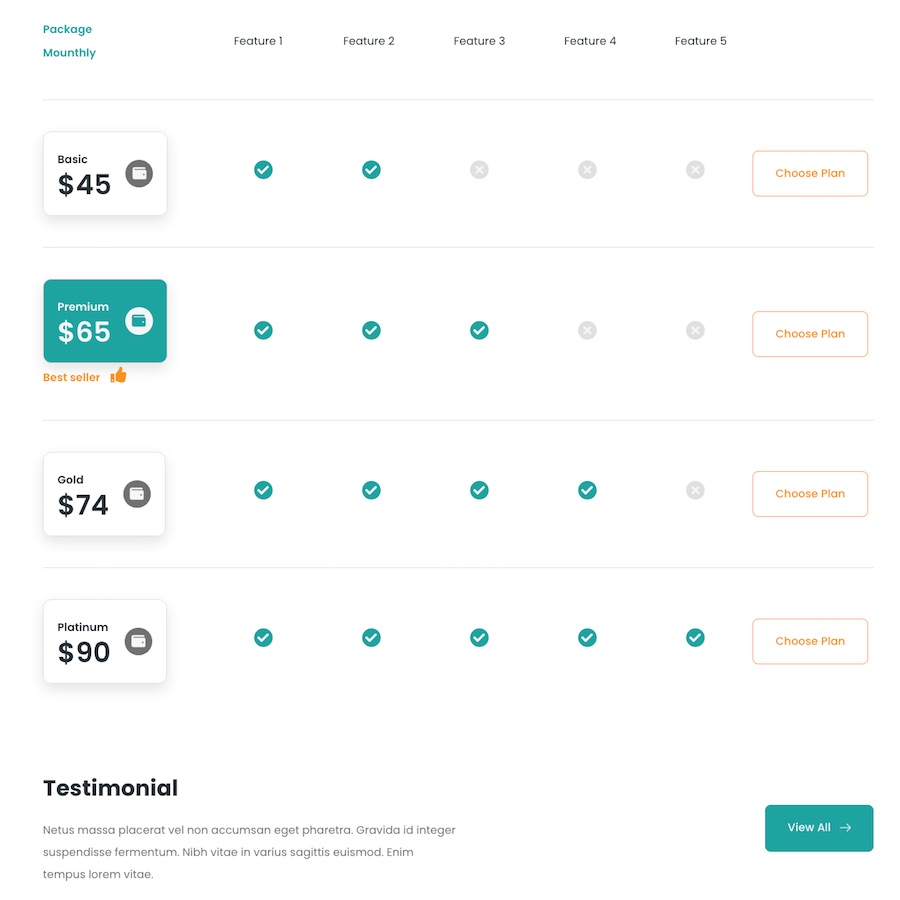 Package
Mounthly
Feature 1
Feature 2
Feature 3
Feature 4
Feature 5
Basic
$45
Choose Plan
Premium
$65
Best seller
Choose Plan
Gold
$74
Choose Plan
Platinum
$90
Choose Plan
Testimonial
Netus massa placerat vel non accumsan eget pharetra. Gravida id integer
suspendisse fermentum. Nibh vitae in varius sagittis euismod. Enim
tempus lorem vitae.
View All